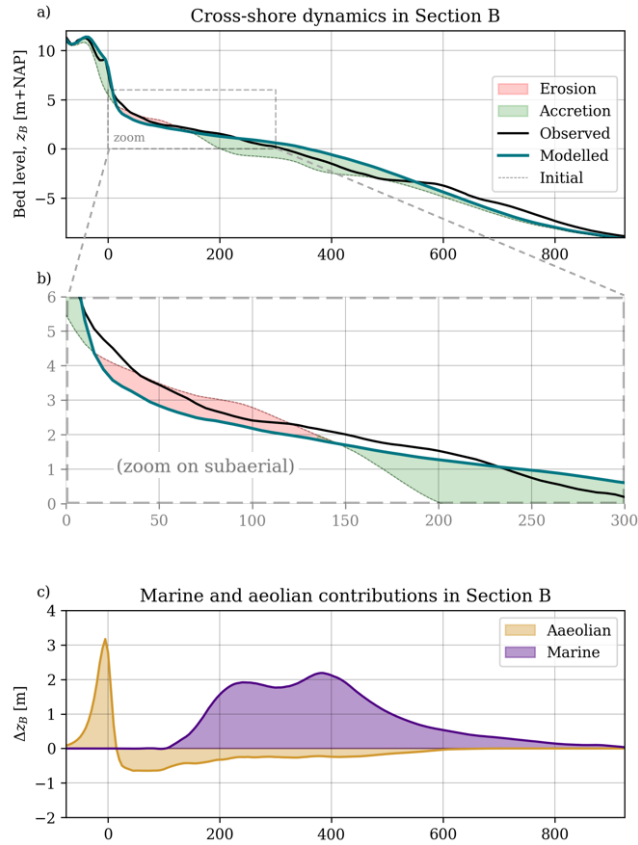 a)
Cross-shore dynamics in Section B
Bed level, z_B [m+NAP]
10
5
0
−5
zoom
Erosion
Accretion
Observed
Modelled
Initial
0 200 400 600 800
b)
6
5
4
3
2
1
0
(zoom on subaerial)
0 50 100 150 200 250 300
c)
Marine and aeolian contributions in Section B
Δz_B [m]
4
3
2
1
0
−1
−2
Aaeolian
Marine
0 200 400 600 800